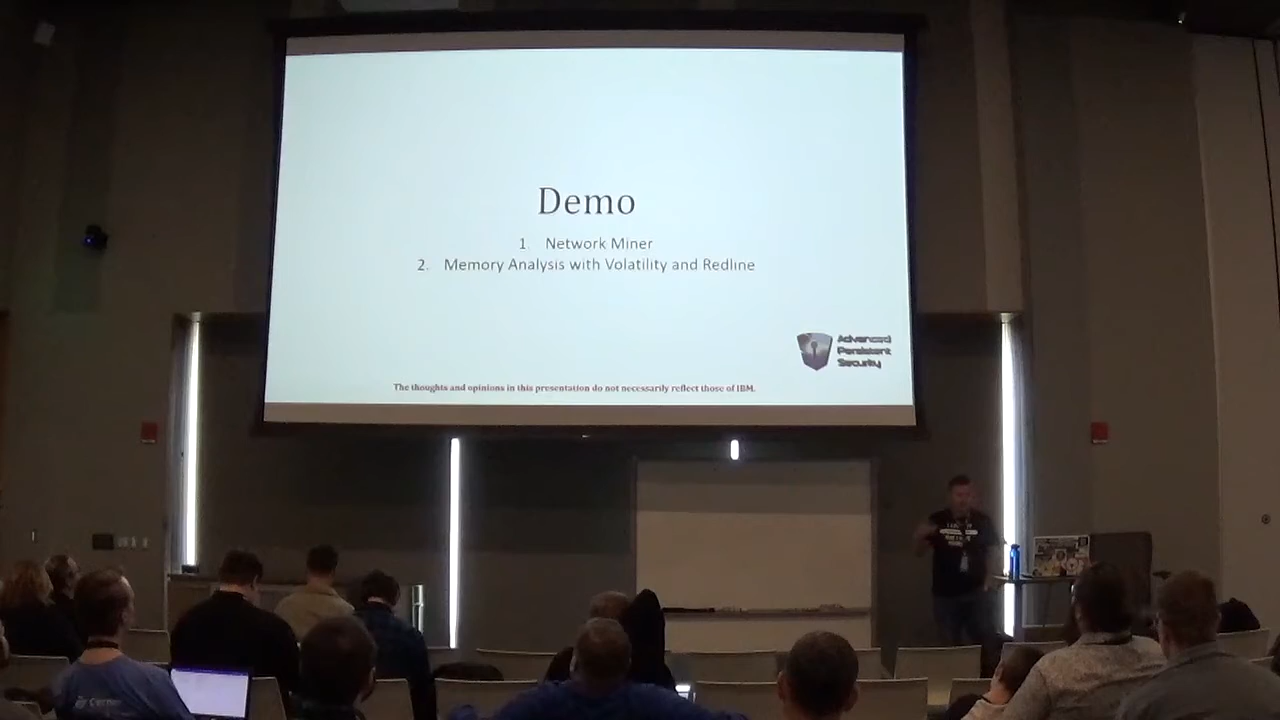 Demo
1. Network Miner
2. Memory Analysis with Volatility and Redline
Advanced
Persistent
Security
The thoughts and opinions in this presentation do not necessarily reflect those of IBM.